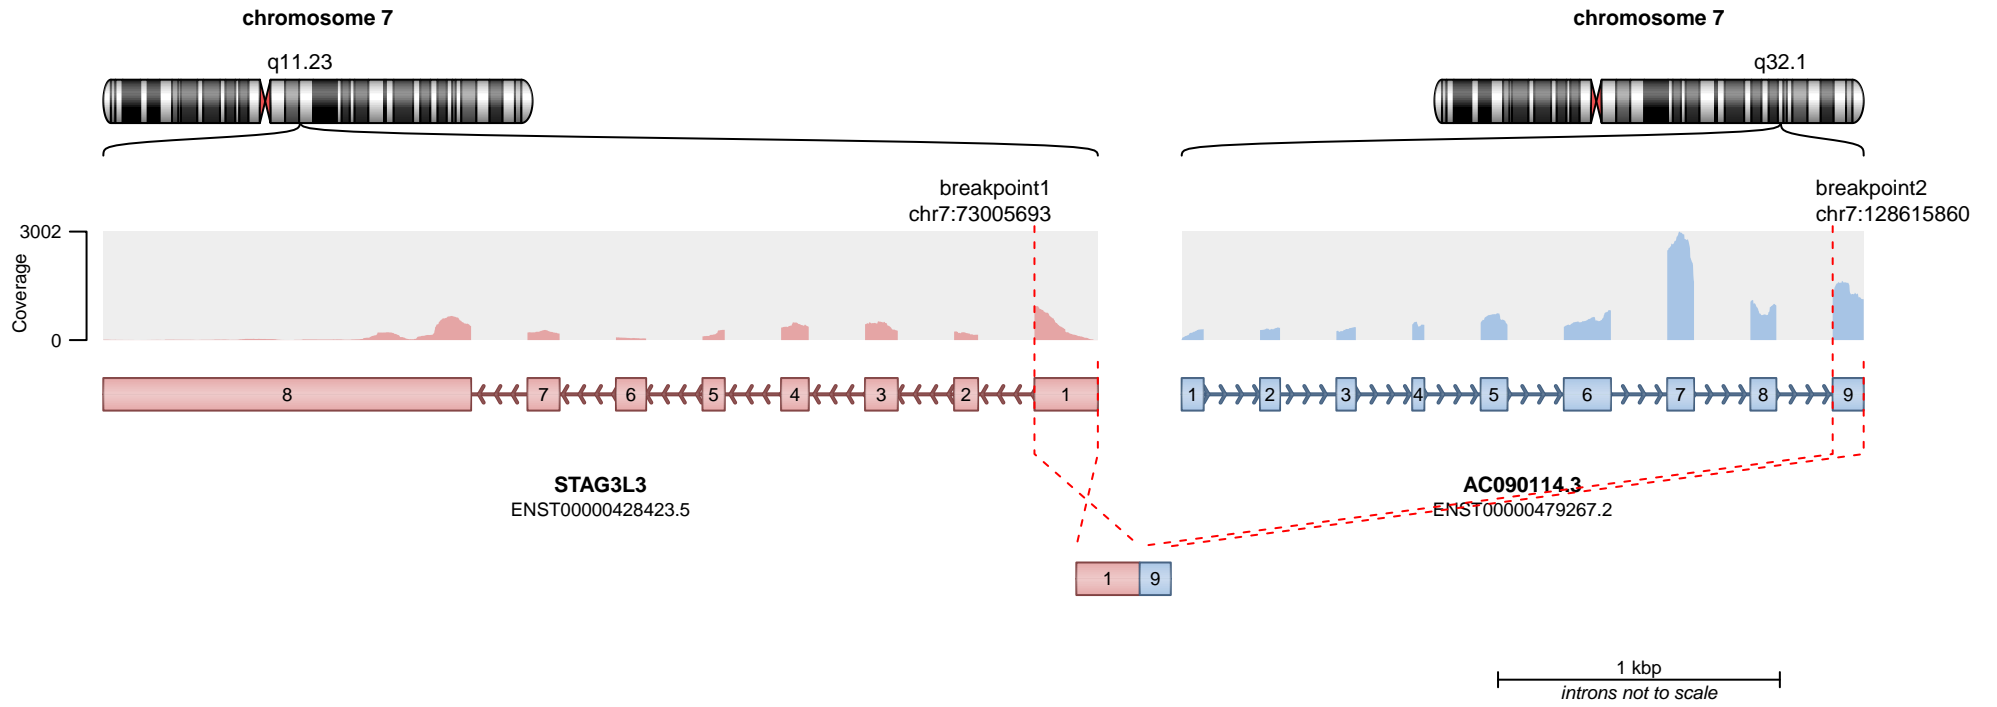 chromosome 7
chromosome 7
q11.23
q32.1
breakpoint1
chr7:73005693
breakpoint2
chr7:128615860
3002
Coverage
0
8 7 6 5 4 3 2 1
1 2 3 4 5 6 7 8 9
STAG3L3
ENST00000428423.5
AC090114.3
ENST00000479267.2
1 9
1 kbp
introns not to scale